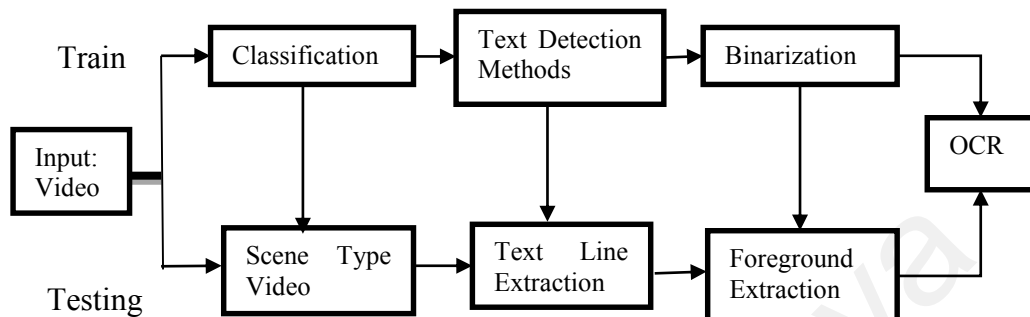 Train
Classification
Text Detection
Methods
Binarization
Input:
Video
OCR
Scene Type
Video
Text Line
Extraction
Foreground
Extraction
Testing